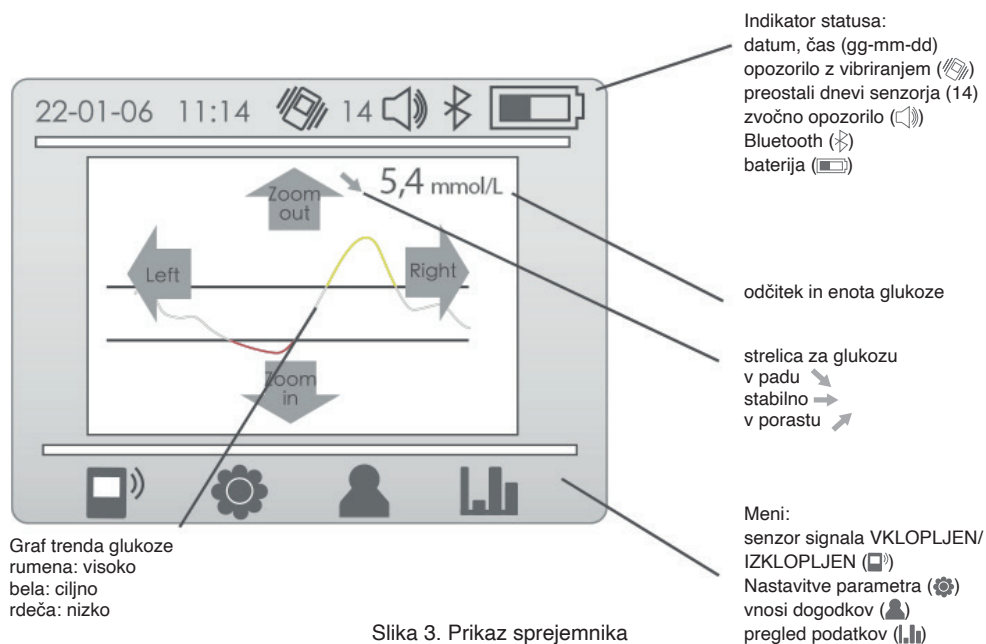 Indikator statusa:
datum, čas (gg-mm-dd)
opozorilo z vibriranjem ()
preostali dnevi senzorja (14)
zvočno opozorilo ()
Bluetooth ()
baterija ()
22-01-06 11:14 14
5,4 mmol/L
Zoom
out
Left
Right
Zoom
in
odčitek in enota glukoze
strelica za glukozu
v padu
stabilno
v porastu
Meni:
senzor signala VKLOPLJEN/
IZKLOPLJEN ()
Nastavitve parametra ()
vnosi dogodkov ()
pregled podatkov ()
Graf trenda glukoze
rumena: visoko
bela: ciljno
rdeča: nizko
Slika 3. Prikaz sprejemnika